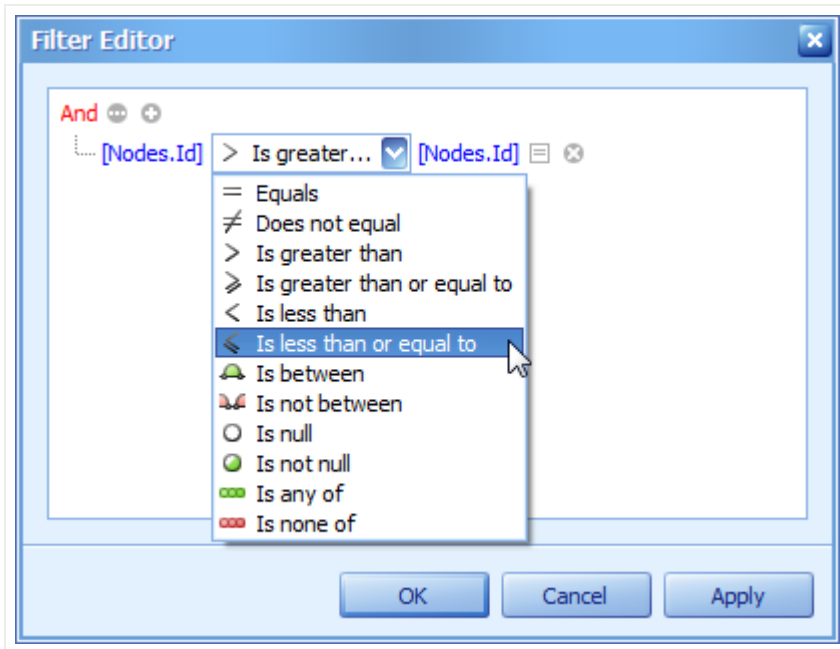 Filter Editor
And
[Nodes.Id] > Is greater... [Nodes.Id]
= Equals
≠ Does not equal
> Is greater than
⩾ Is greater than or equal to
< Is less than
⩽ Is less than or equal to
Is between
Is not between
Is null
Is not null
Is any of
Is none of
OK Cancel Apply